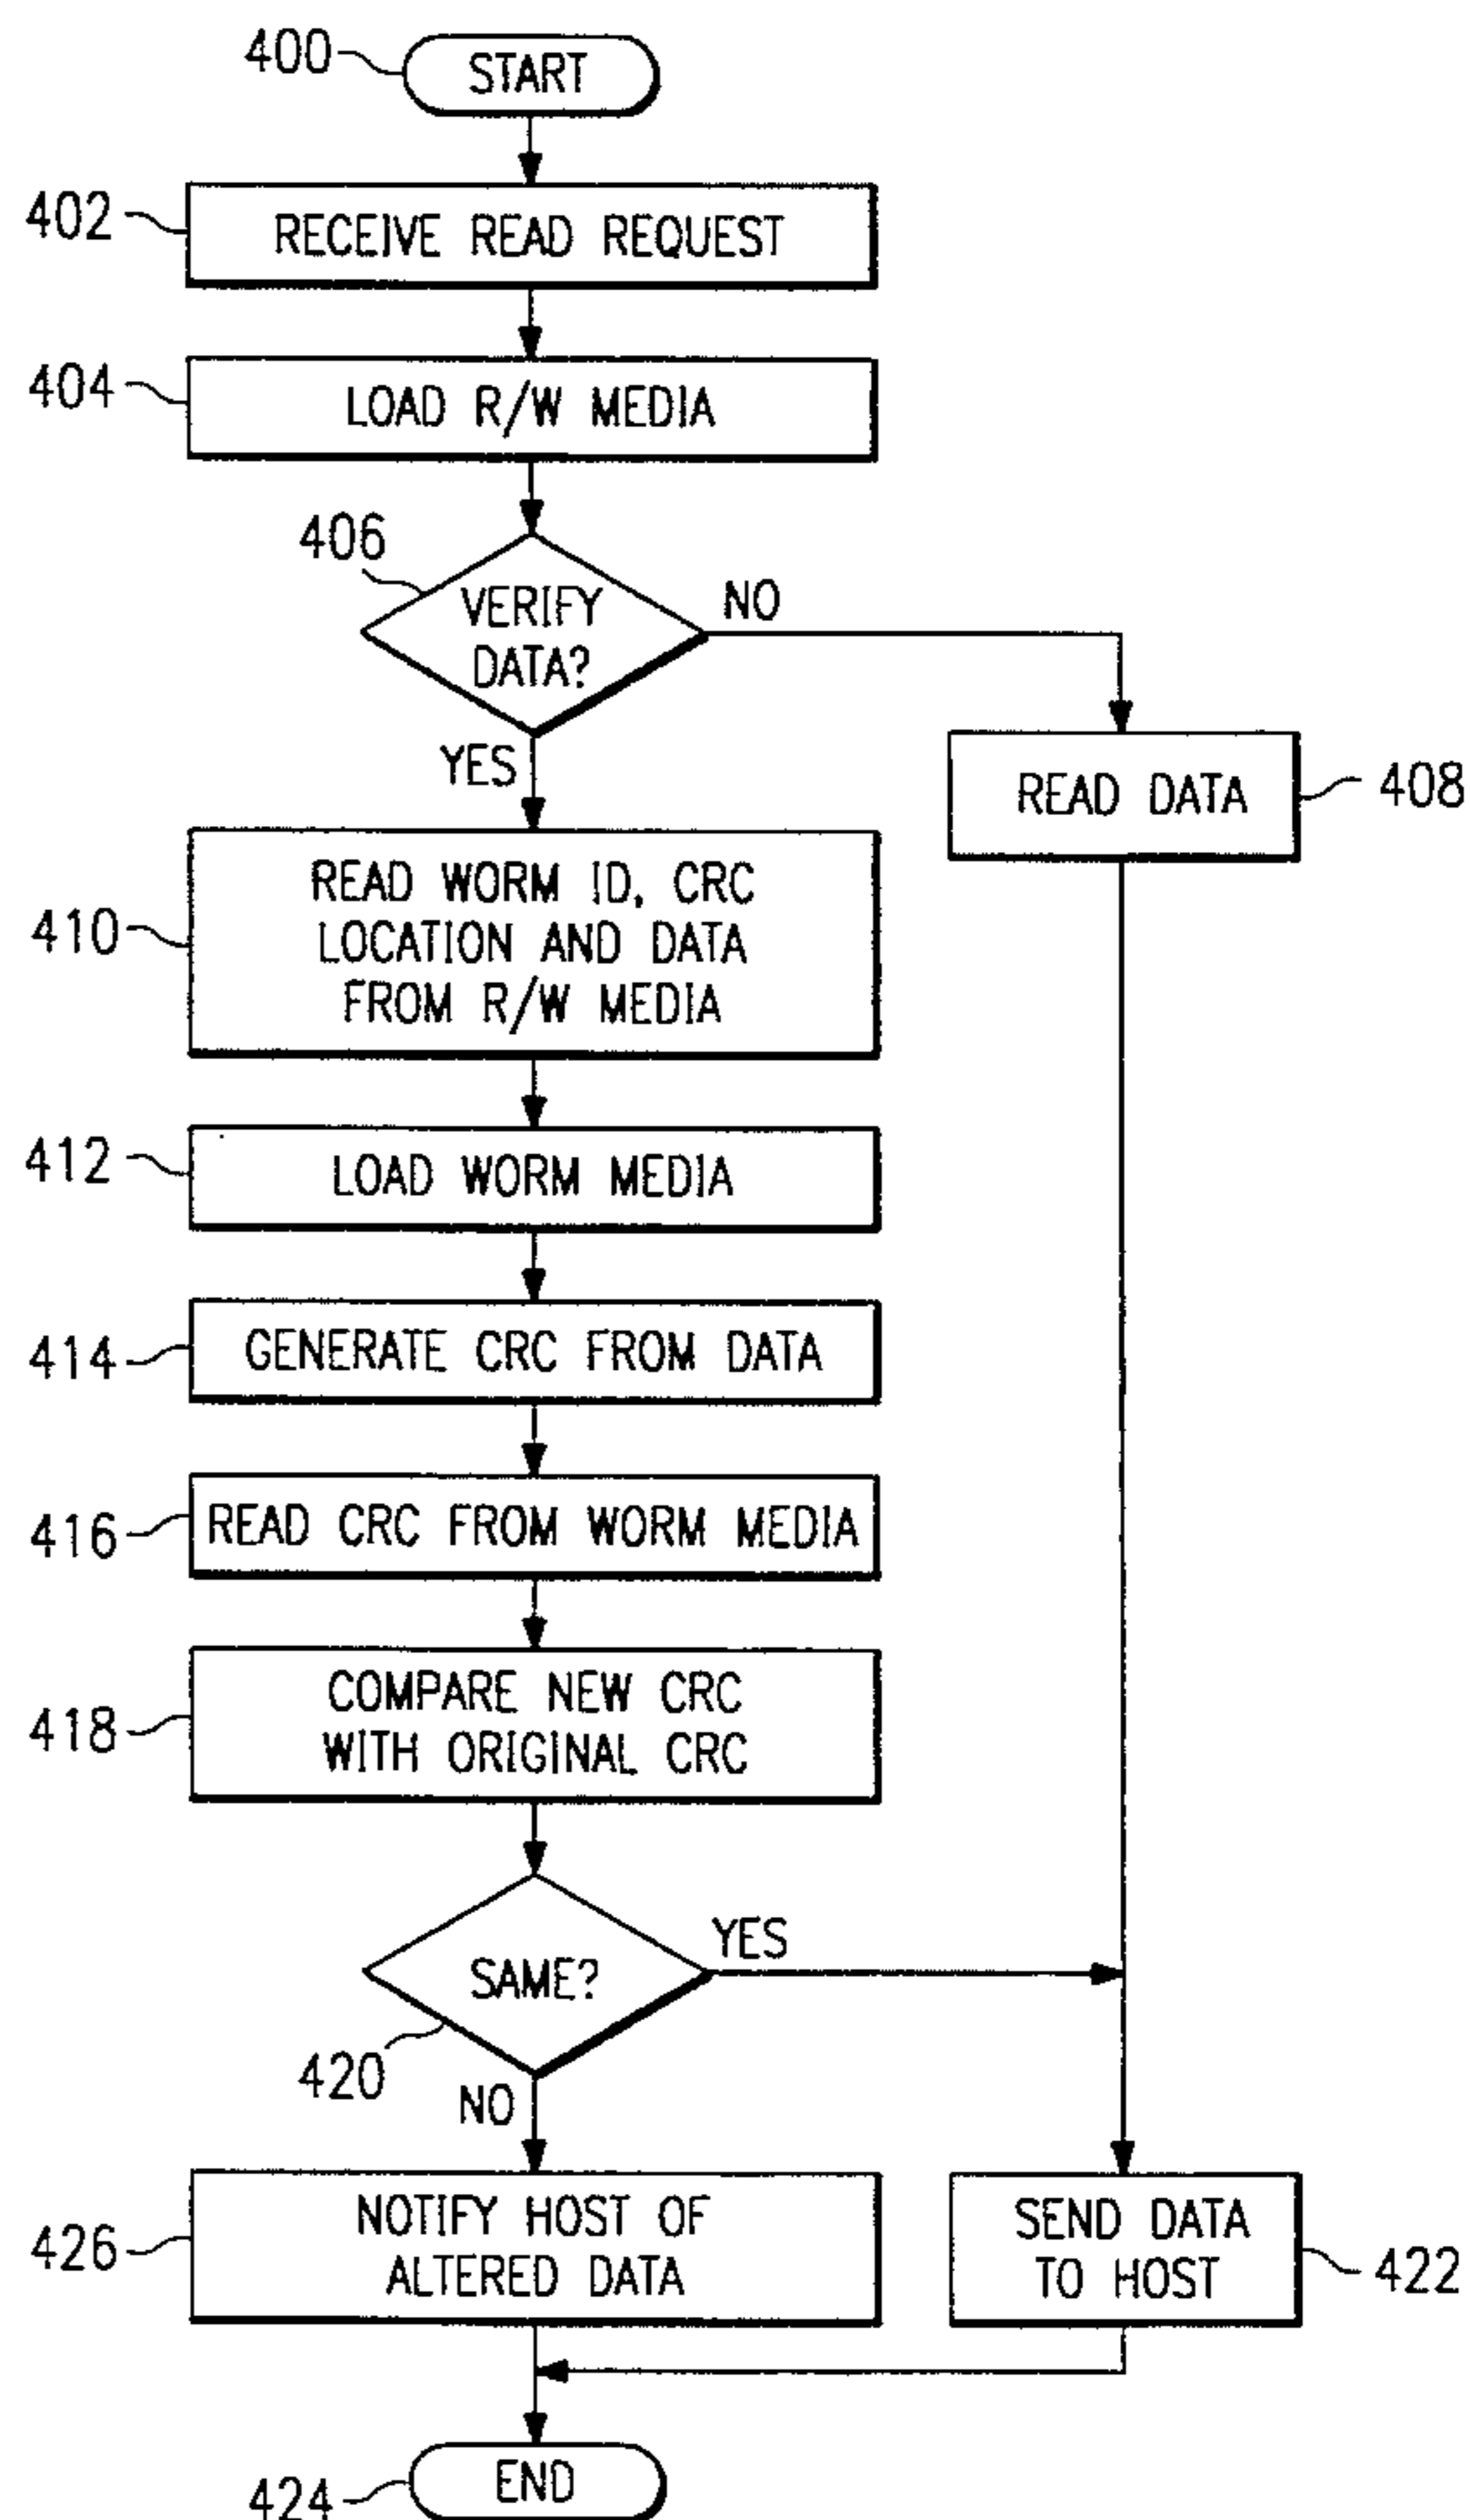 400
START
402
RECEIVE READ REQUEST
404
LOAD R/W MEDIA
406
VERIFY
DATA?
NO
YES
READ DATA
408
410
READ WORM ID, CRC
LOCATION AND DATA
FROM R/W MEDIA
412
LOAD WORM MEDIA
414
GENERATE CRC FROM DATA
416
READ CRC FROM WORM MEDIA
418
COMPARE NEW CRC
WITH ORIGINAL CRC
SAME?
YES
420
NO
426
NOTIFY HOST OF
ALTERED DATA
SEND DATA
TO HOST
422
424
END